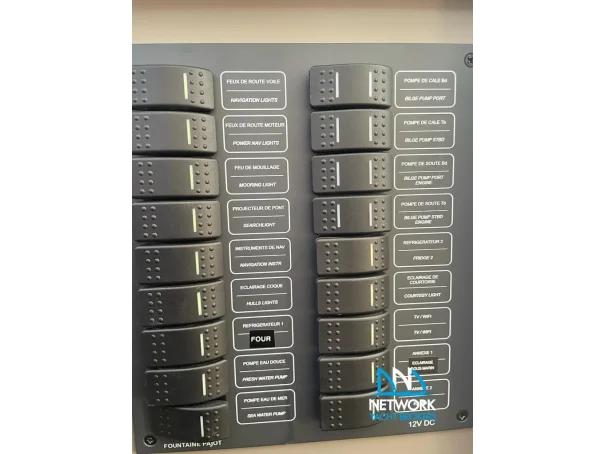 FEUX DE ROUTE VOILE
NAVIGATION LIGHTS
FEUX DE ROUTE MOTEUR
POWER NAV LIGHTS
FEU DE MOUILLAGE
MOORING LIGHT
PROJECTEUR DE PONT
SEARCHLIGHT
INSTRUMENTS DE NAV
NAVIGATION INSTR
ECLAIRAGE COQUE
HULLS LIGHTS
REFRIGERATEUR 1
FOUR
POMPE EAU DOUCE
FRESH WATER PUMP
POMPE EAU DE MER
SEA WATER PUMP
FOUNTAINE PAJOT
POMPE DE CALE Bd
BILGE PUMP PORT
POMPE DE CALE Tb
BILGE PUMP STBD
POMPE DE SOUTE Bd
BILGE PUMP PORT
ENGINE
POMPE DE SOUTE Tb
BILGE PUMP STBD
ENGINE
REFRIGERATEUR 2
FRIDGE 2
ECLAIRAGE DE
COURTOISIE
COURTESY LIGHT
TV / WIFI
TV / WIFI
ANNEXE 1
ECLAIRAGE
SOUS-MARIN
NETWORK
YACHT BROKERS
12V DC